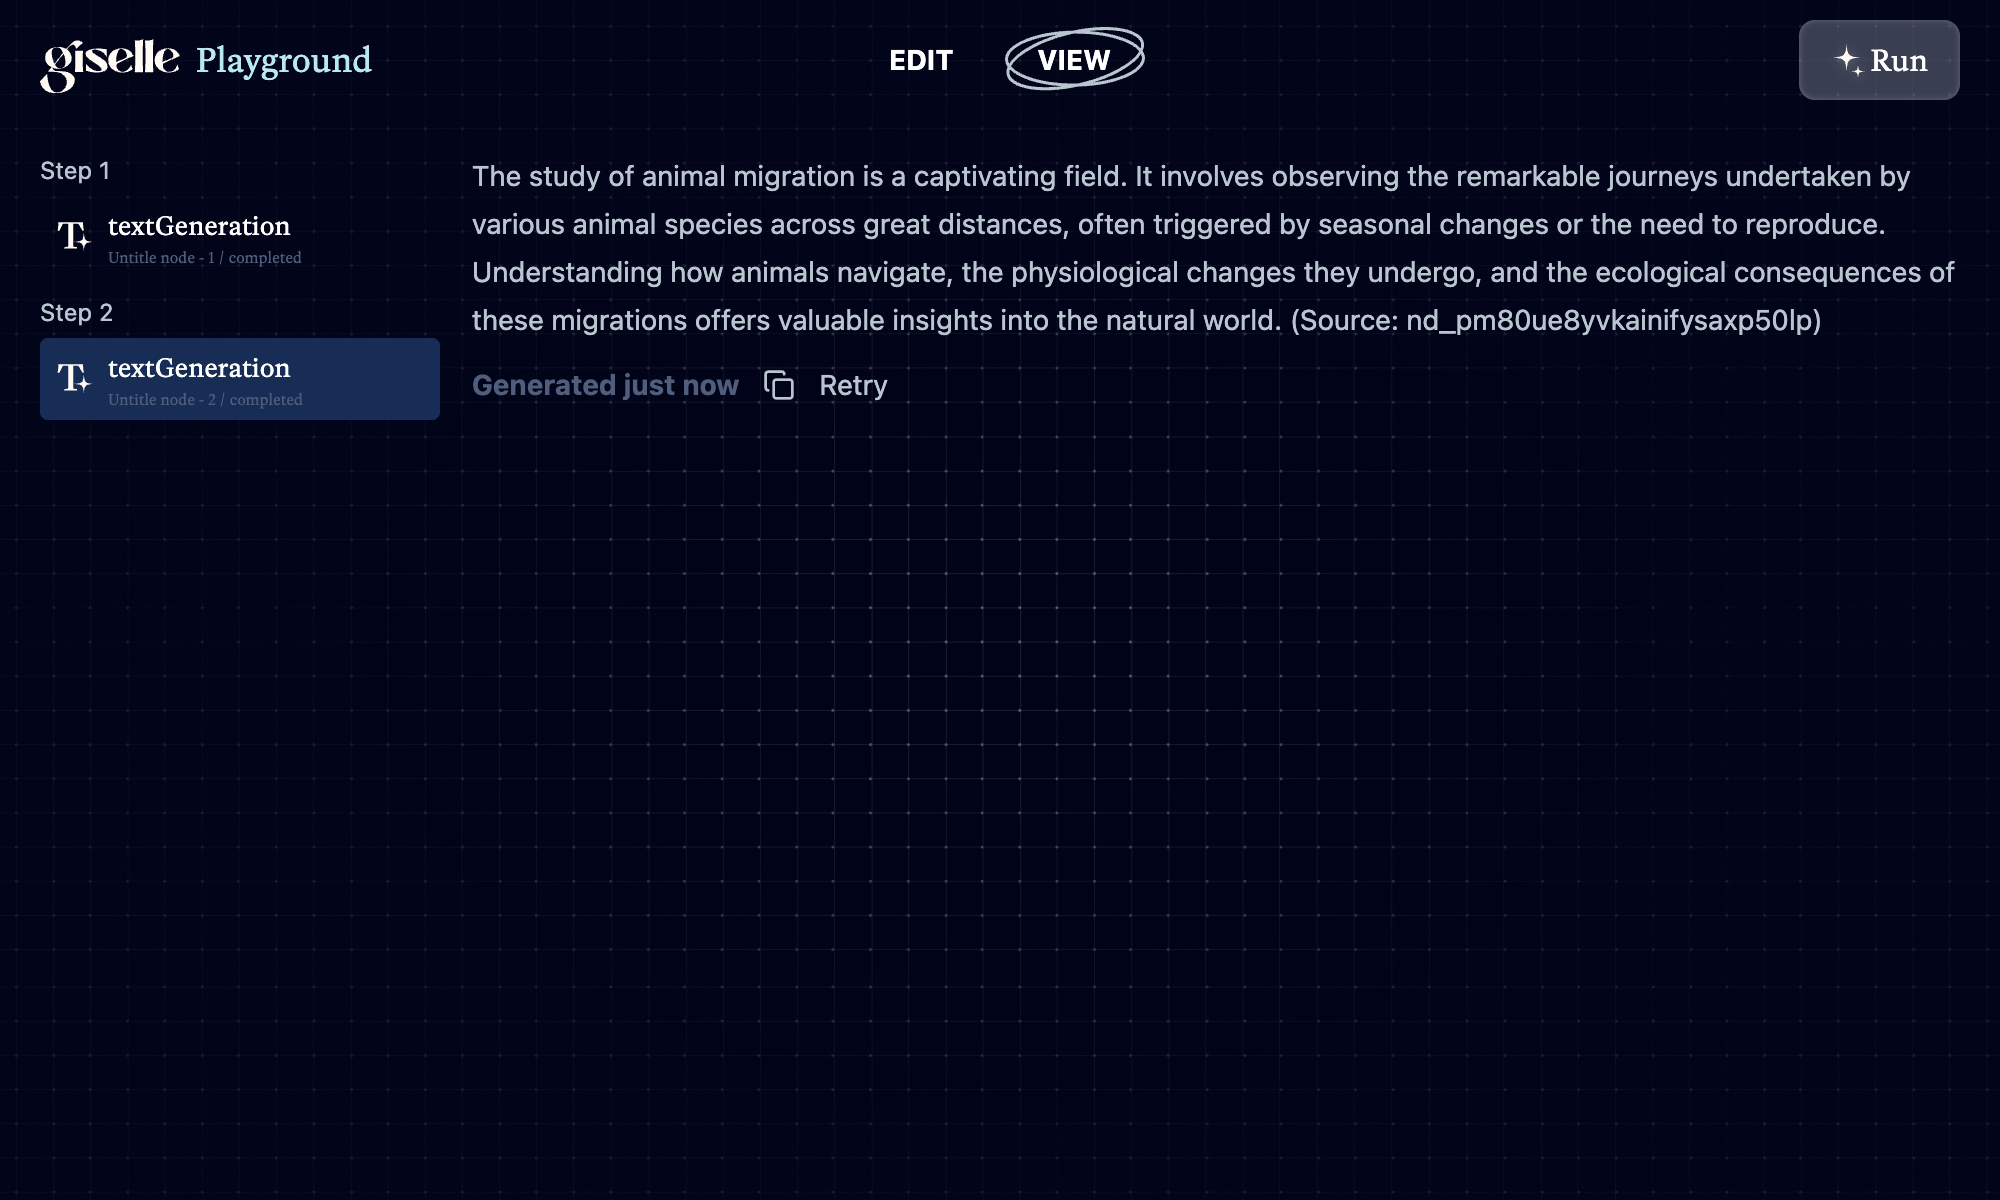 giselle Playground
EDIT
VIEW
Run
Step 1
textGeneration
Untitle node - 1 / completed
Step 2
textGeneration
Untitle node - 2 / completed
The study of animal migration is a captivating field. It involves observing the remarkable journeys undertaken by
various animal species across great distances, often triggered by seasonal changes or the need to reproduce.
Understanding how animals navigate, the physiological changes they undergo, and the ecological consequences of
these migrations offers valuable insights into the natural world. (Source: nd_pm80ue8yvkainifysaxp50lp)
Generated just now
Retry